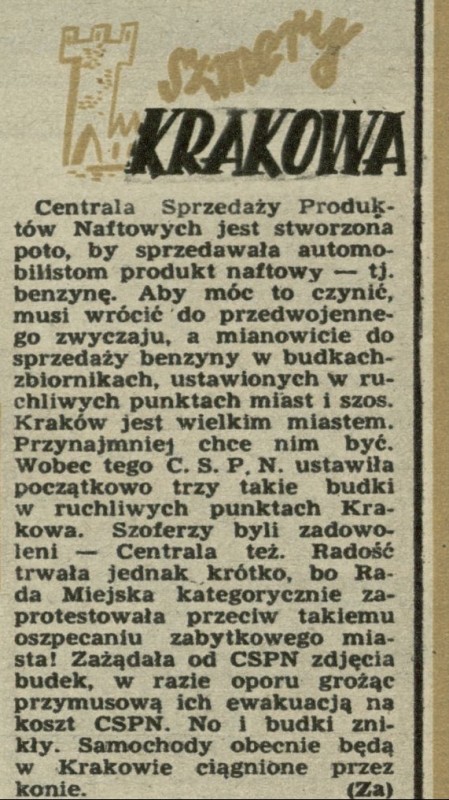 szmery
KRAKOWA
Centrala Sprzedaży Produk-
tów Naftowych jest stworzona
poto, by sprzedawała automo-
bilistom produkt naftowy — tj.
benzynę. Aby móc to czynić,
musi wrócić do przedwojenne-
go zwyczaju, a mianowicie do
sprzedaży benzyny w budkach-
zbiornikach, ustawionych w ru-
chliwych punktach miast i szos.
Kraków jest wielkim miastem.
Przynajmniej chce nim być.
Wobec tego C. S. P. N. ustawiła
początkowo trzy takie budki
w ruchliwych punktach Kra-
kowa. Szoferzy byli zadowo-
leni — Centrala też. Radość
trwała jednak krótko, bo Ra-
da Miejska kategorycznie za-
protestowała przeciw takiemu
oszpecaniu zabytkowego mia-
sta! Zażądała od CSPN zdjęcia
budek, w razie oporu grożąc
przymusową ich ewakuacją na
koszt CSPN. No i budki zni-
kły. Samochody obecnie będą
w Krakowie ciągnione przez
konie. (Za)